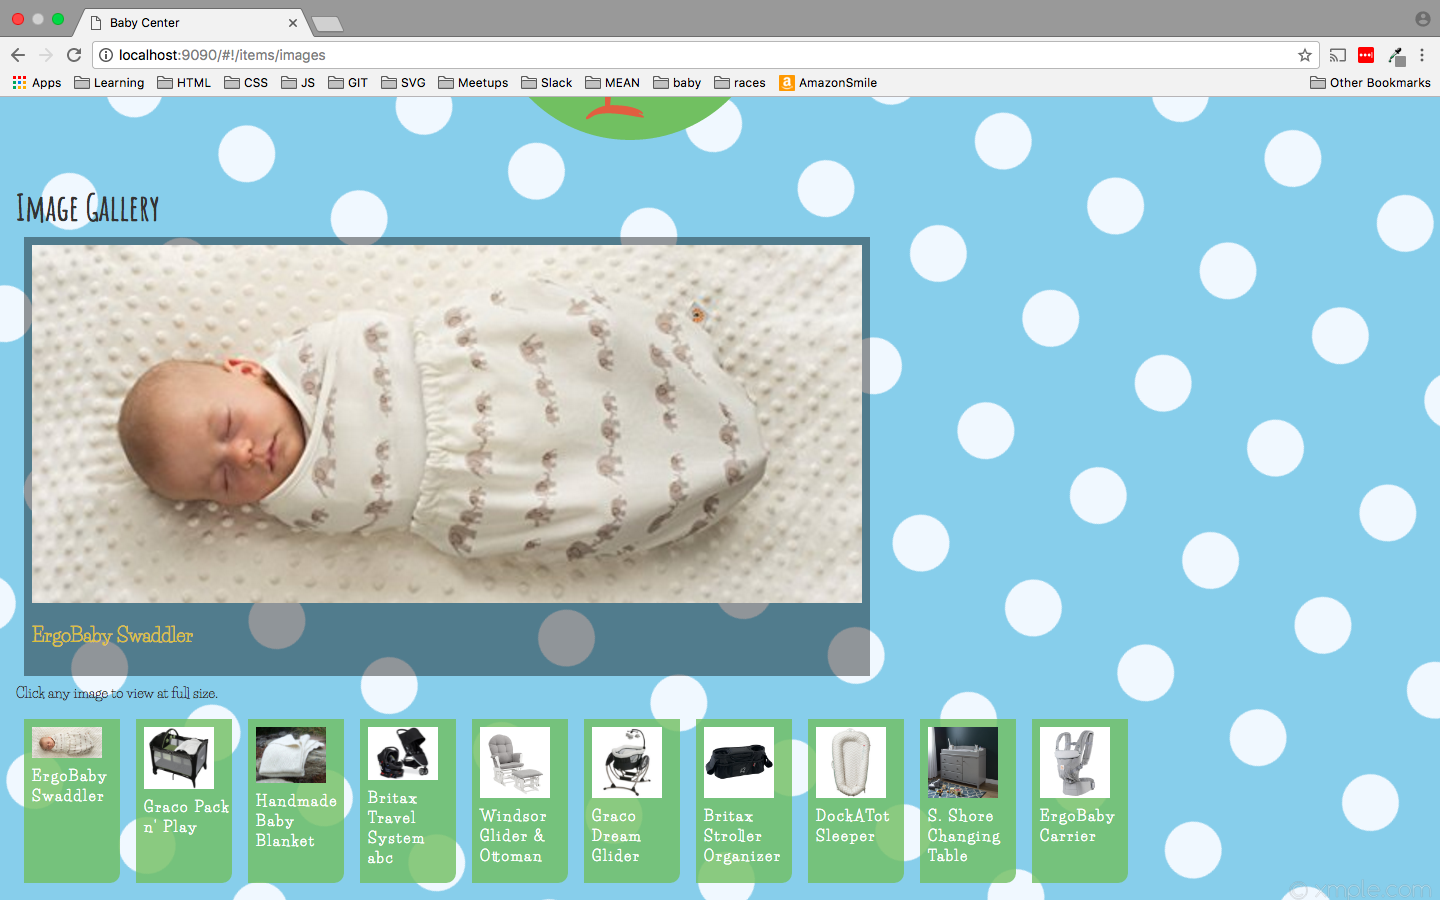 Baby Center
localhost:9090/#!/items/images
Apps Learning HTML CSS JS GIT SVG Meetups Slack MEAN baby races AmazonSmile Other Bookmarks
Image Gallery
ErgoBaby Swaddler
Click any image to view at full size.
ErgoBaby
Swaddler
Graco Pack
n' Play
Handmade
Baby
Blanket
Britax
Travel
System
abc
Windsor
Glider &
Ottoman
Graco
Dream
Glider
Britax
Stroller
Organizer
DockATot
Sleeper
S. Shore
Changing
Table
ErgoBaby
Carrier